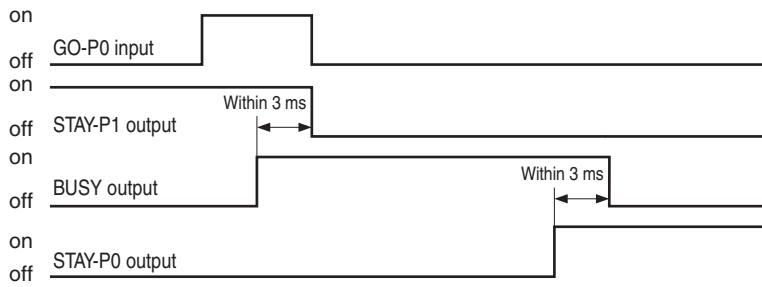 on
off GO-P0 input
on
Within 3 ms
off STAY-P1 output
on
Within 3 ms
BUSY output
off
on
off STAY-P0 output